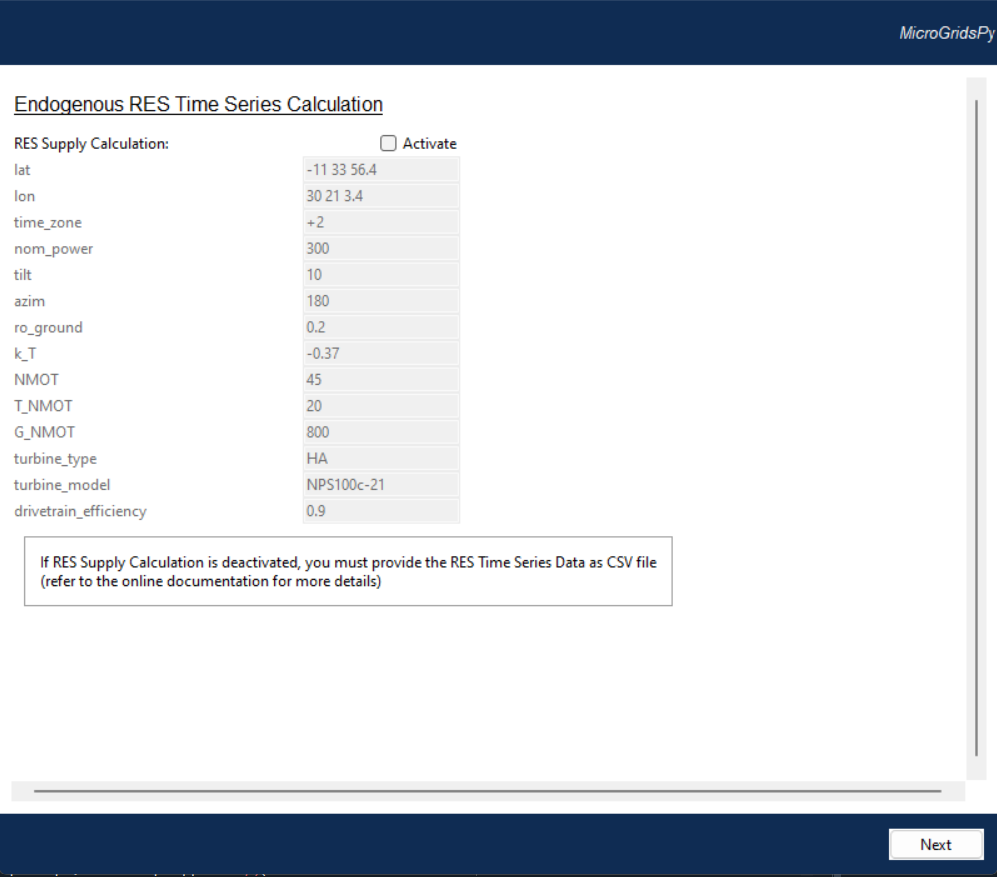 MicroGridsPy
Endogenous RES Time Series Calculation
RES Supply Calculation: Activate
lat -11 33 56.4
lon 30 21 3.4
time_zone +2
nom_power 300
tilt 10
azim 180
ro_ground 0.2
k_T -0.37
NMOT 45
T_NMOT 20
G_NMOT 800
turbine_type HA
turbine_model NPS100c-21
drivetrain_efficiency 0.9
If RES Supply Calculation is deactivated, you must provide the RES Time Series Data as CSV file
(refer to the online documentation for more details)
Next